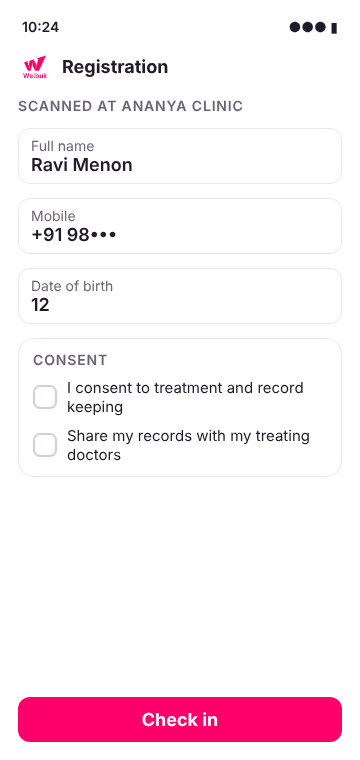 10:24
Welbuk
Registration
SCANNED AT ANANYA CLINIC
Full name
Ravi Menon
Mobile
+91 98•••
Date of birth
12
CONSENT
I consent to treatment and record
keeping
Share my records with my treating
doctors
Check in